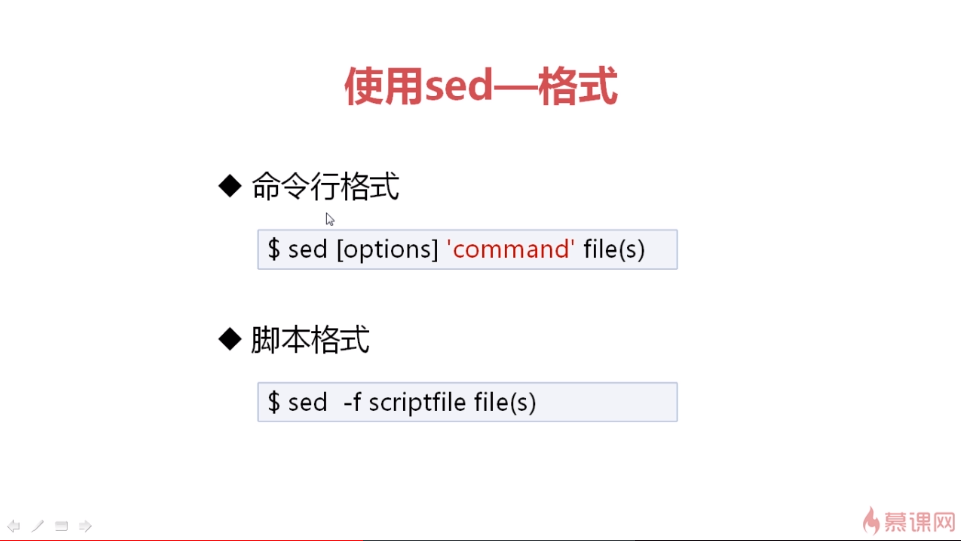 使用sed—格式
◆ 命令行格式
$ sed [options] 'command' file(s)
◆ 脚本格式
$ sed  -f scriptfile file(s)
慕课网